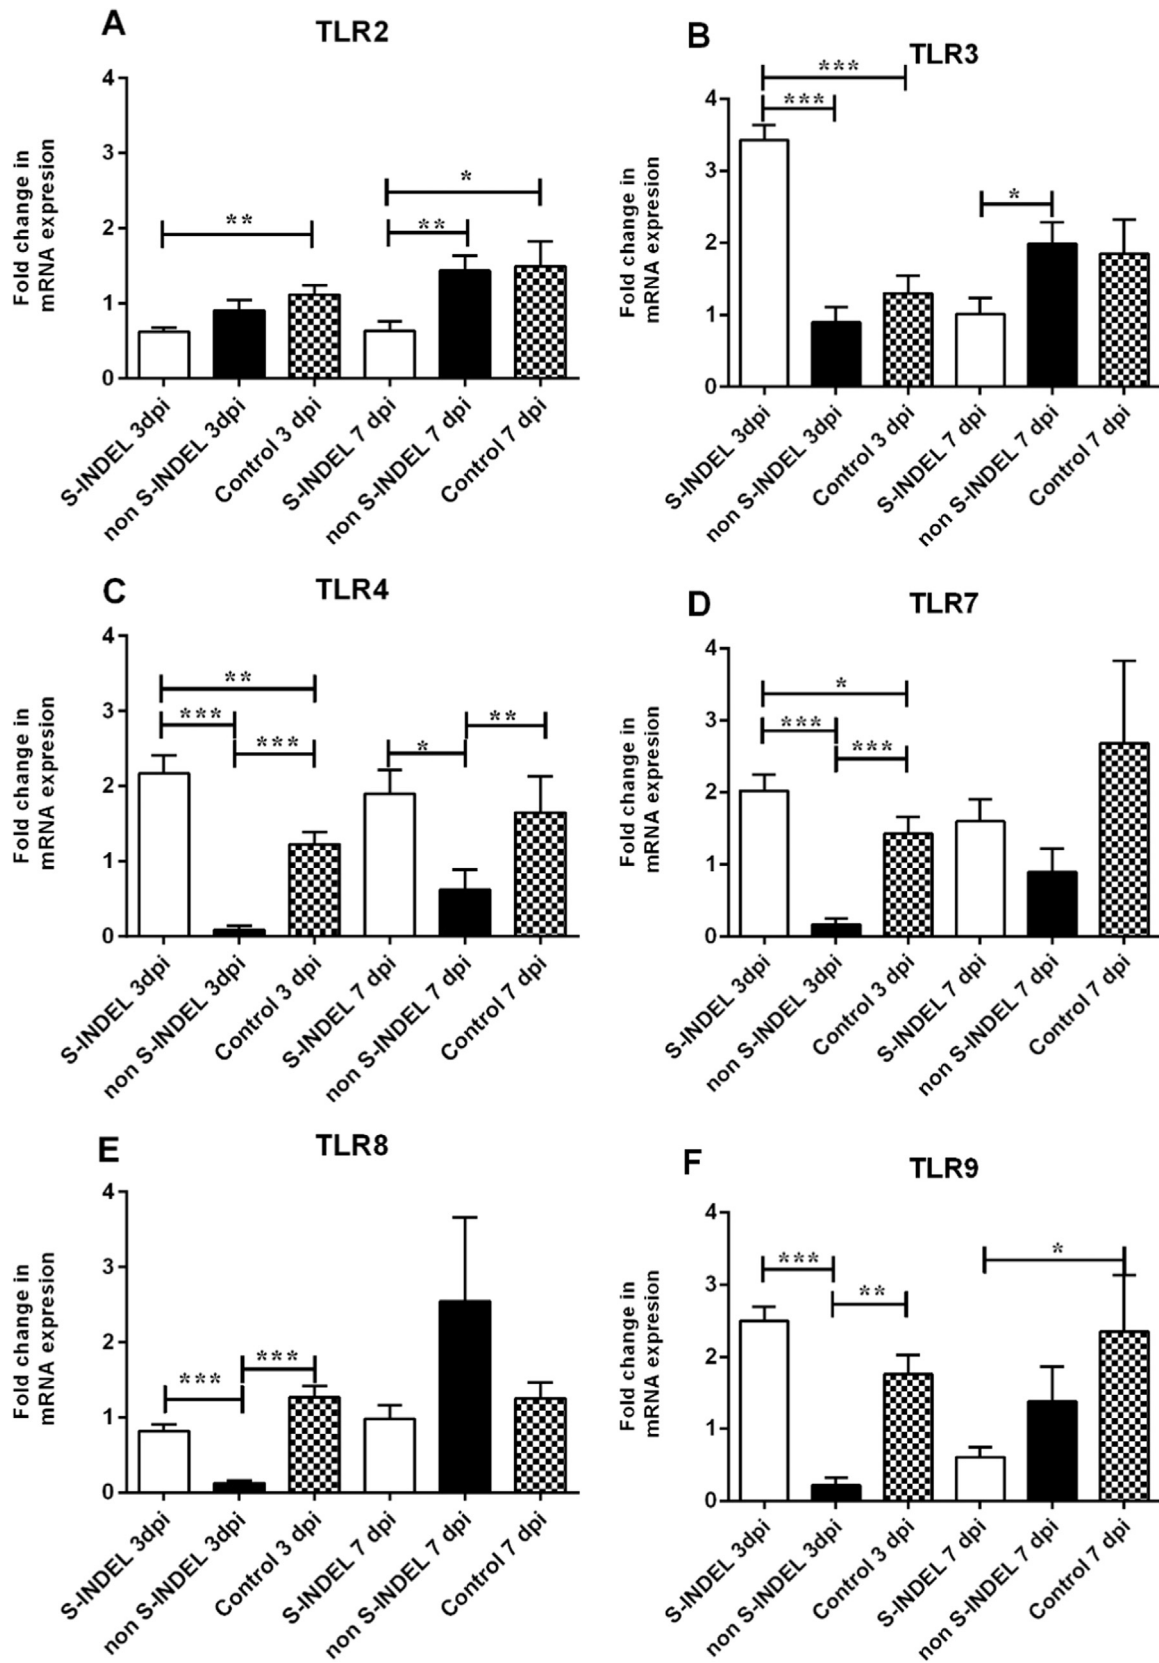 A
TLR2
Fold change in
mRNA expresion
4
3
2
1
0
**
**
*
S-INDEL 3dpi
non S-INDEL 3dpi
Control 3 dpi
S-INDEL 7 dpi
non S-INDEL 7 dpi
Control 7 dpi
B
TLR3
Fold change in
mRNA expresion
4
3
2
1
0
***
***
*
S-INDEL 3dpi
non S-INDEL 3dpi
Control 3 dpi
S-INDEL 7 dpi
non S-INDEL 7 dpi
Control 7 dpi
C
TLR4
Fold change in
mRNA expresion
4
3
2
1
0
**
***
***
*
**
S-INDEL 3dpi
non S-INDEL 3dpi
Control 3 dpi
S-INDEL 7 dpi
non S-INDEL 7 dpi
Control 7 dpi
D
TLR7
Fold change in
mRNA expresion
4
3
2
1
0
*
***
***
S-INDEL 3dpi
non S-INDEL 3dpi
Control 3 dpi
S-INDEL 7 dpi
non S-INDEL 7 dpi
Control 7 dpi
E
TLR8
Fold change in
mRNA expresion
4
3
2
1
0
***
***
S-INDEL 3dpi
non S-INDEL 3dpi
Control 3 dpi
S-INDEL 7 dpi
non S-INDEL 7 dpi
Control 7 dpi
F
TLR9
Fold change in
mRNA expresion
4
3
2
1
0
***
**
*
S-INDEL 3dpi
non S-INDEL 3dpi
Control 3 dpi
S-INDEL 7 dpi
non S-INDEL 7 dpi
Control 7 dpi